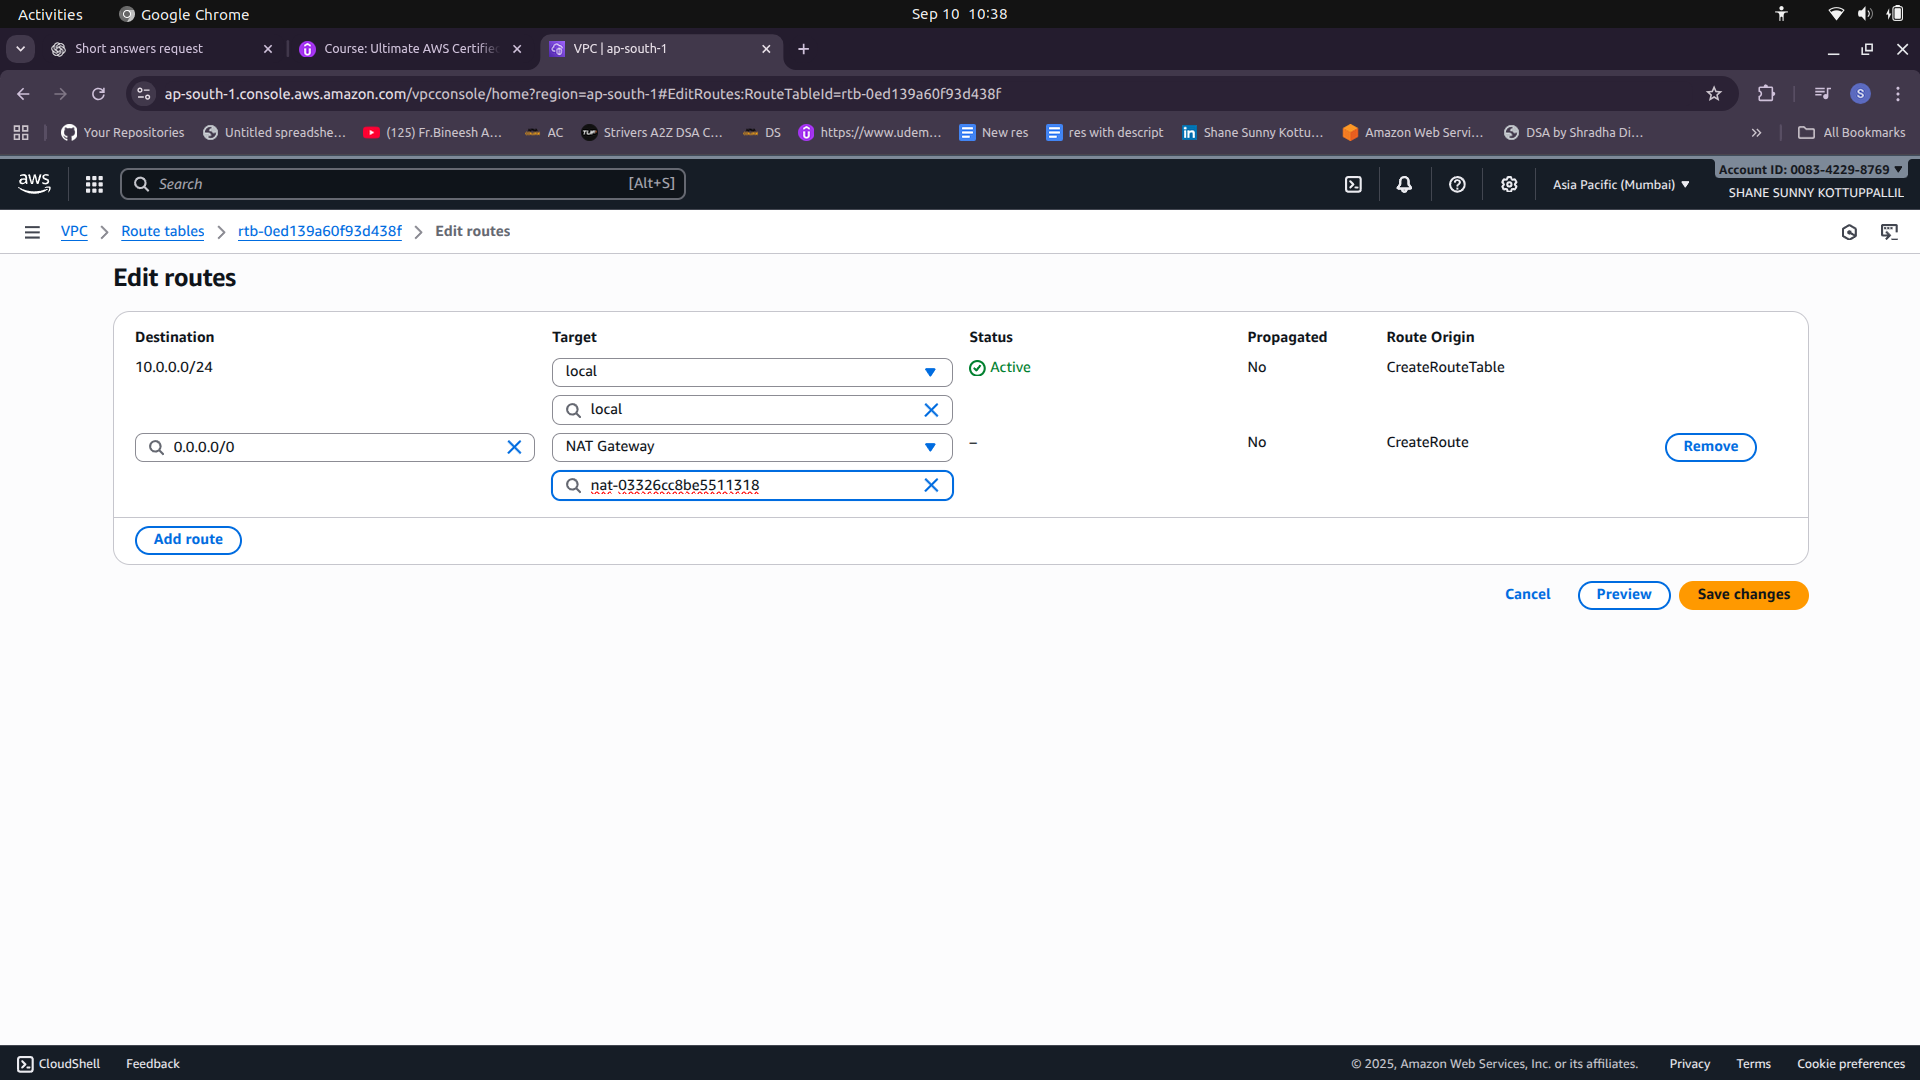 Activities
Google Chrome
Sep 10 10:38
Short answers request
Course: Ultimate AWS Certifie
VPC | ap-south-1
ap-south-1.console.aws.amazon.com/vpcconsole/home?region=ap-south-1#EditRoutes:RouteTableId=rtb-0ed139a60f93d438f
S
Your Repositories
Untitled spreadshe...
(125) Fr.Bineesh A...
AC
Strivers A2Z DSA C...
DS
https://www.udem...
New res
res with descript
Shane Sunny Kottu...
Amazon Web Servi...
DSA by Shradha Di...
All Bookmarks
aws
Search
[Alt+S]
Asia Pacific (Mumbai)
Account ID: 0083-4229-8769
SHANE SUNNY KOTTUPPALLIL
VPC
Route tables
rtb-0ed139a60f93d438f
Edit routes
Edit routes
Destination Target Status Propagated Route Origin
10.0.0.0/24 local Active No CreateRouteTable
local
0.0.0.0/0 NAT Gateway – No CreateRoute Remove
nat-03326cc8be5511318
Add route
Cancel Preview Save changes
CloudShell Feedback
© 2025, Amazon Web Services, Inc. or its affiliates. Privacy Terms Cookie preferences